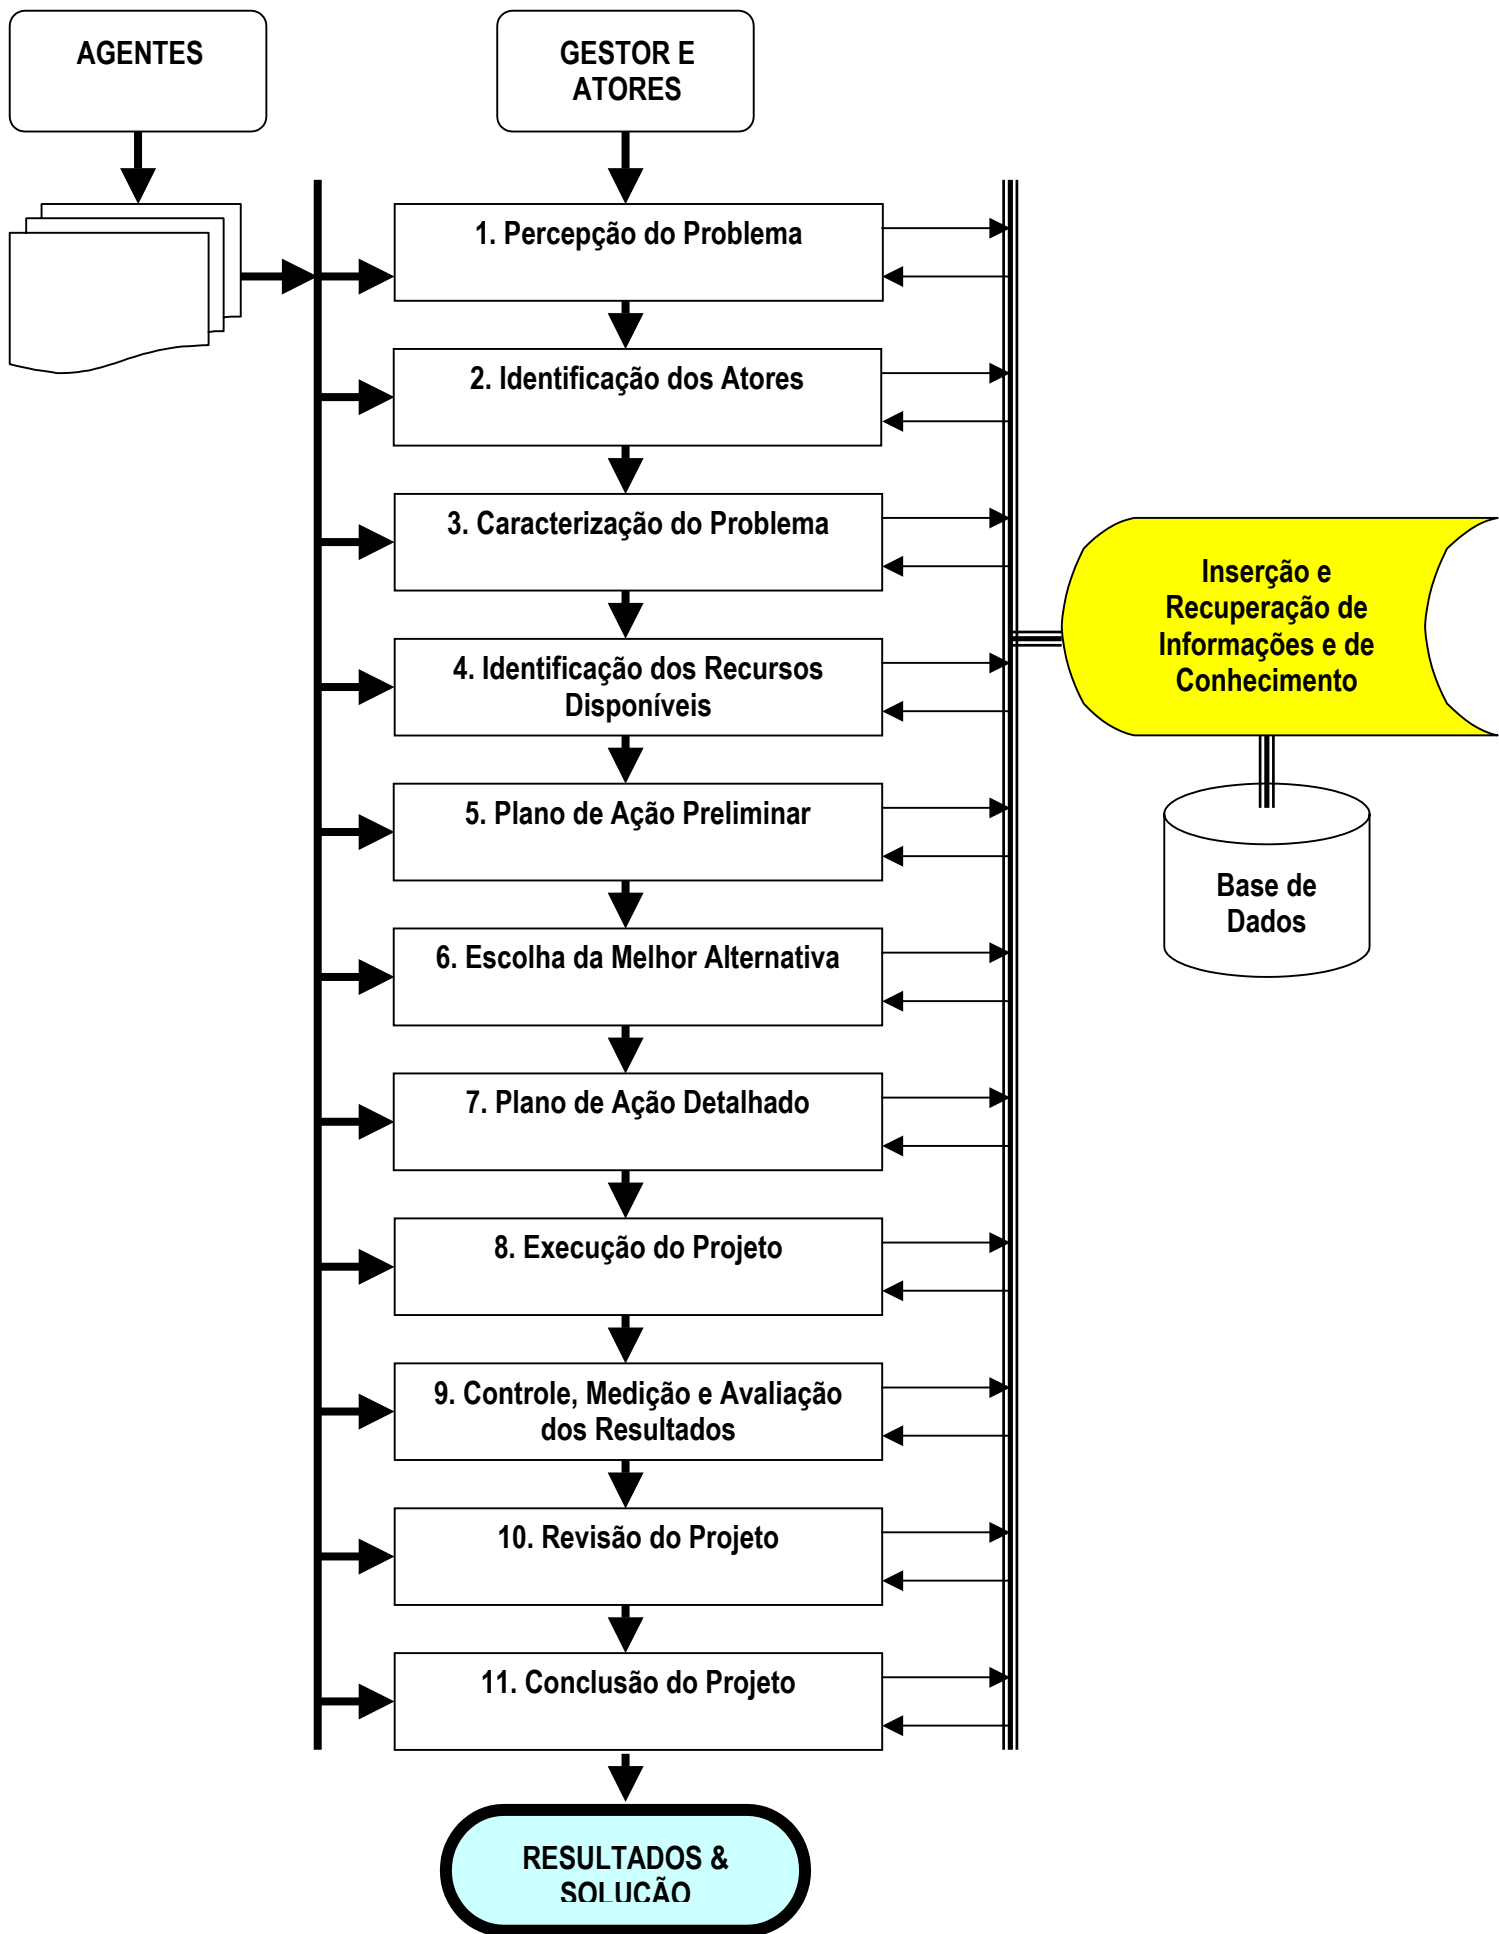 AGENTES
GESTOR E
ATORES
1. Percepção do Problema
2. Identificação dos Atores
3. Caracterização do Problema
4. Identificação dos Recursos
Disponíveis
5. Plano de Ação Preliminar
6. Escolha da Melhor Alternativa
7. Plano de Ação Detalhado
8. Execução do Projeto
9. Controle, Medição e Avaliação
dos Resultados
10. Revisão do Projeto
11. Conclusão do Projeto
Inserção e
Recuperação de
Informações e de
Conhecimento
Base de
Dados
RESULTADOS &
SOLUÇÃO